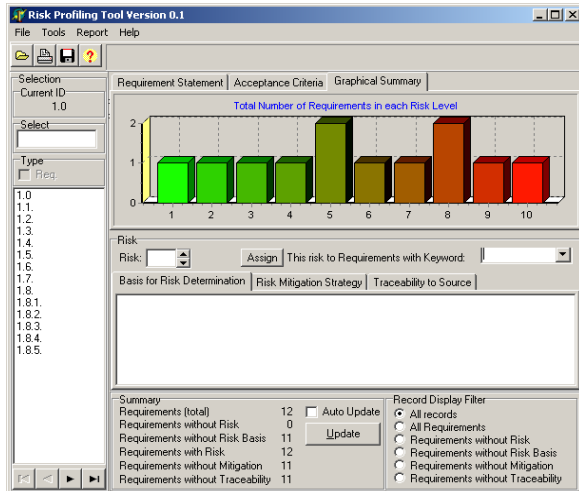 Risk Profiling Tool Version 0.1
File Tools Report Help
Selection
Current ID
1.0
Select
Type
Req.
1.0
1.1.
1.2.
1.3.
1.4.
1.5.
1.6.
1.7.
1.8.
1.8.1.
1.8.2.
1.8.3.
1.8.4.
1.8.5.
Requirement Statement Acceptance Criteria Graphical Summary
Total Number of Requirements in each Risk Level
2
1
0
1 2 3 4 5 6 7 8 9 10
Risk
Risk: Assign This risk to Requirements with Keyword:
Basis for Risk Determination Risk Mitigation Strategy Traceability to Source
Summary
Requirements (total) 12
Requirements without Risk 0
Requirements without Risk Basis 11
Requirements with Risk 12
Requirements without Mitigation 11
Requirements without Traceability 11
Auto Update
Update
Record Display Filter
All records
All Requirements
Requirements without Risk
Requirements without Risk Basis
Requirements without Mitigation
Requirements without Traceability